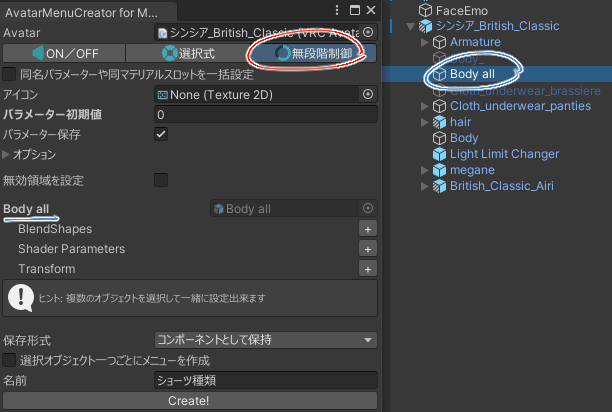 AvatarMenuCreator for M...
Avatar
シンシア_British_Classic (VRC Avata
ON／OFF
選択式
無段階制御
同名パラメーターや同マテリアルスロットを一括設定
アイコン
None (Texture 2D)
パラメーター初期値
0
パラメーター保存
オプション
無効領域を設定
Body all
Body all
BlendShapes
+
Shader Parameters
+
Transform
+
ヒント: 複数のオブジェクトを選択して一緒に設定出来ます
保存形式
コンポーネントとして保持
選択オブジェクト一つごとにメニューを作成
名前
ショーツ種類
Create!
FaceEmo
シンシア_British_Classic
Armature
Body_
Body all
Cloth_underwear_brassiere
Cloth_underwear_panties
hair
Body
Light Limit Changer
megane
British_Classic_Airi